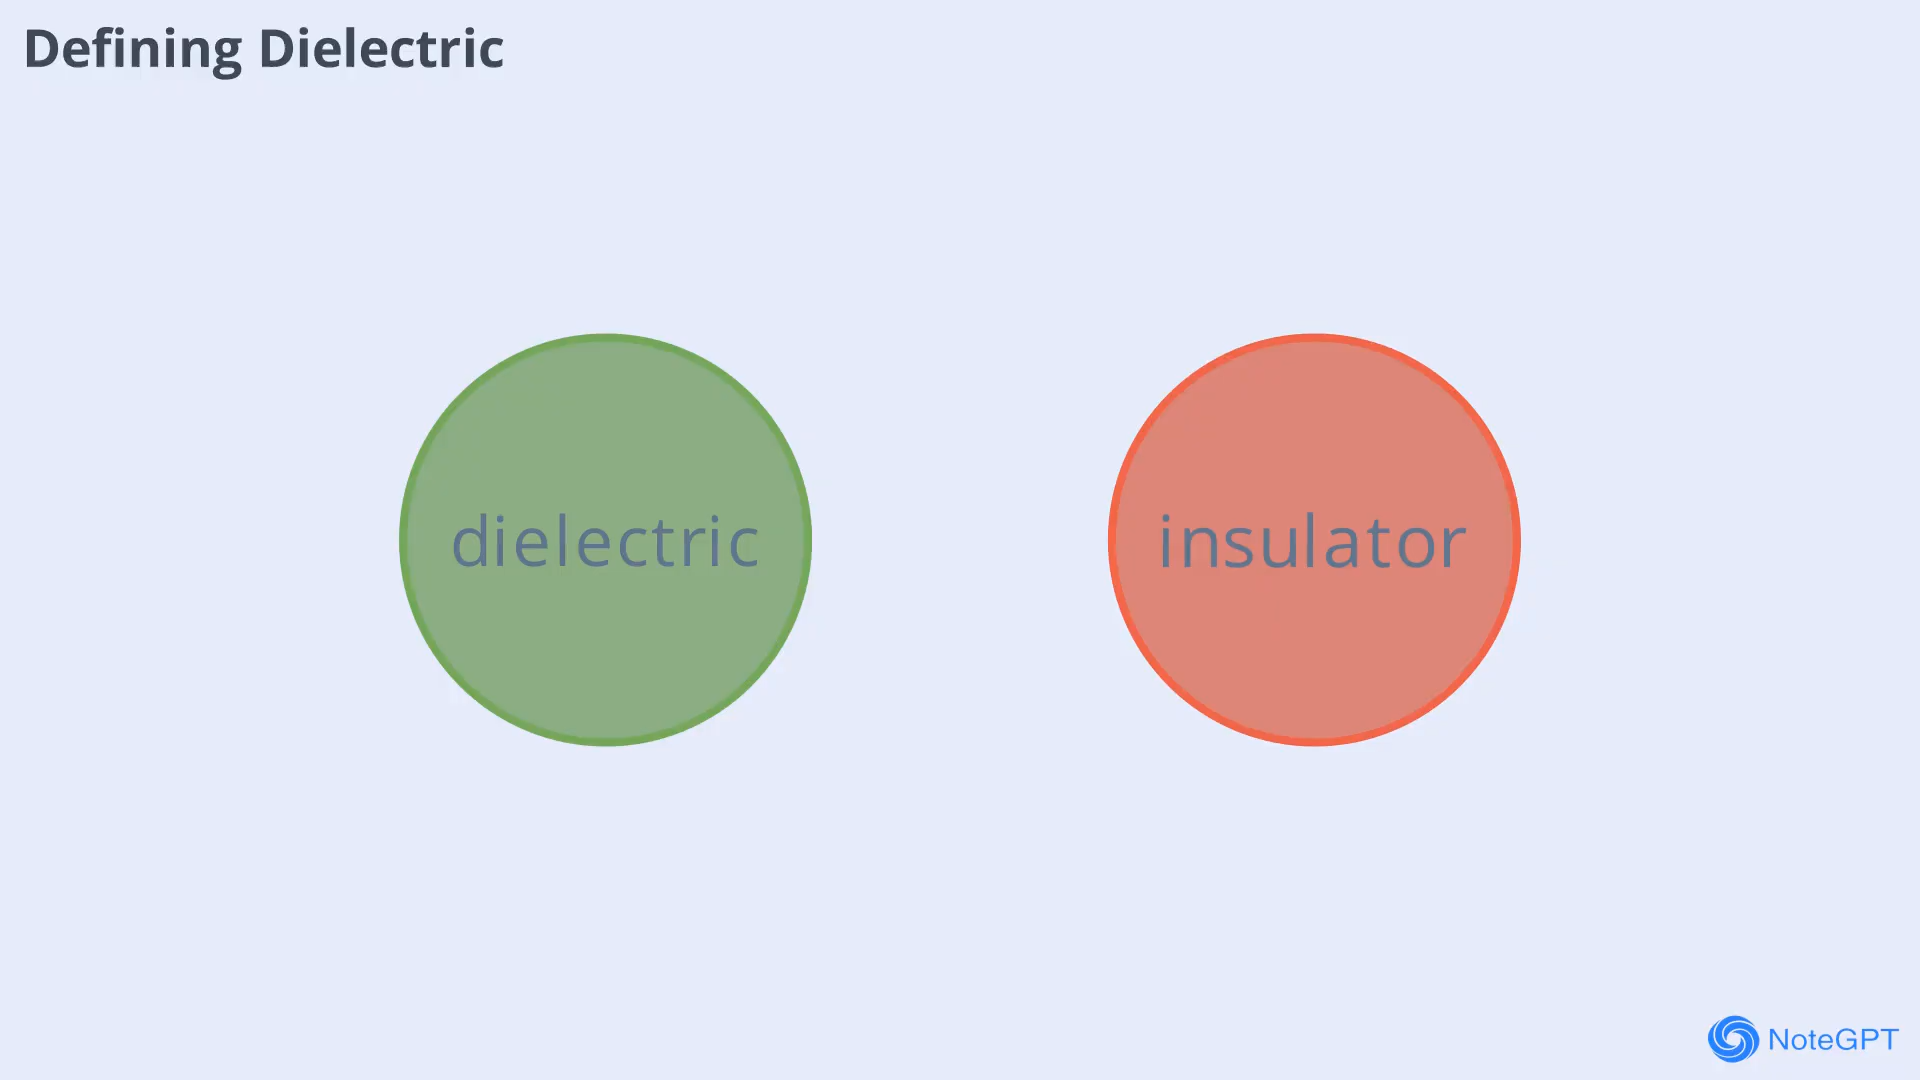 Defining Dielectric
dielectric
insulator
NoteGPT